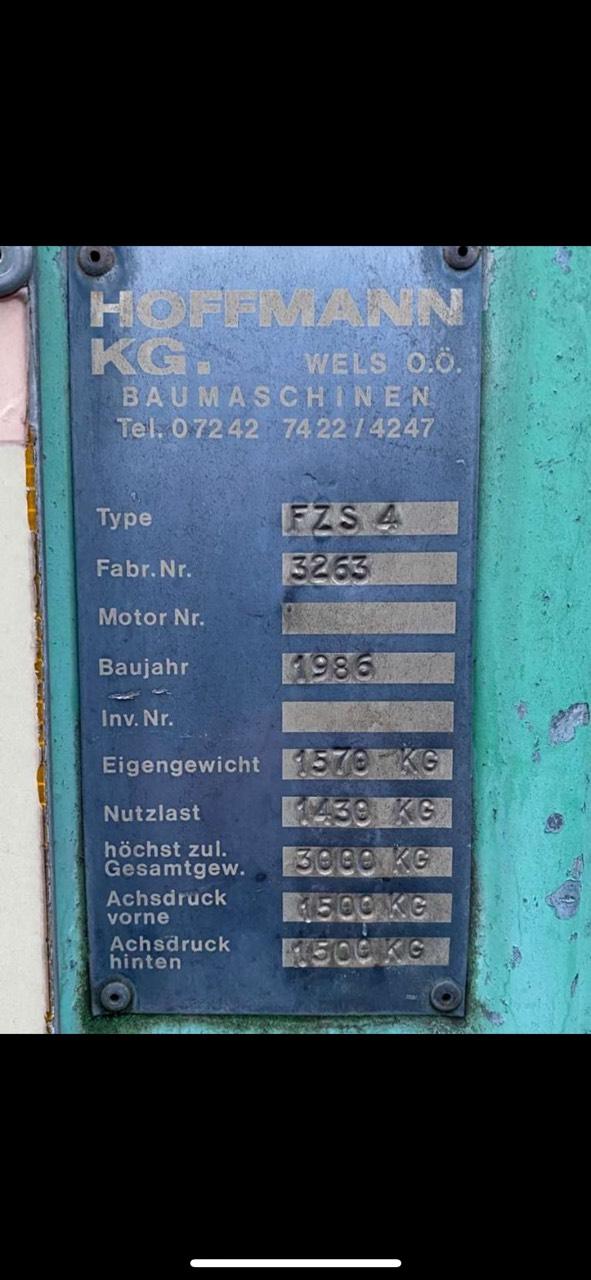 HOFFMANN
KG. WELS O.Ö.
BAUMASCHINEN
Tel. 07242 7422/4247
Type FZS 4
Fabr.Nr. 3263
Motor Nr.
Baujahr 1986
Inv.Nr.
Eigengewicht 1570 KG
Nutzlast 1430 KG
höchst zul.
Gesamtgew. 3000 KG
Achsdruck
vorne 1500 KG
Achsdruck
hinten 1500 KG